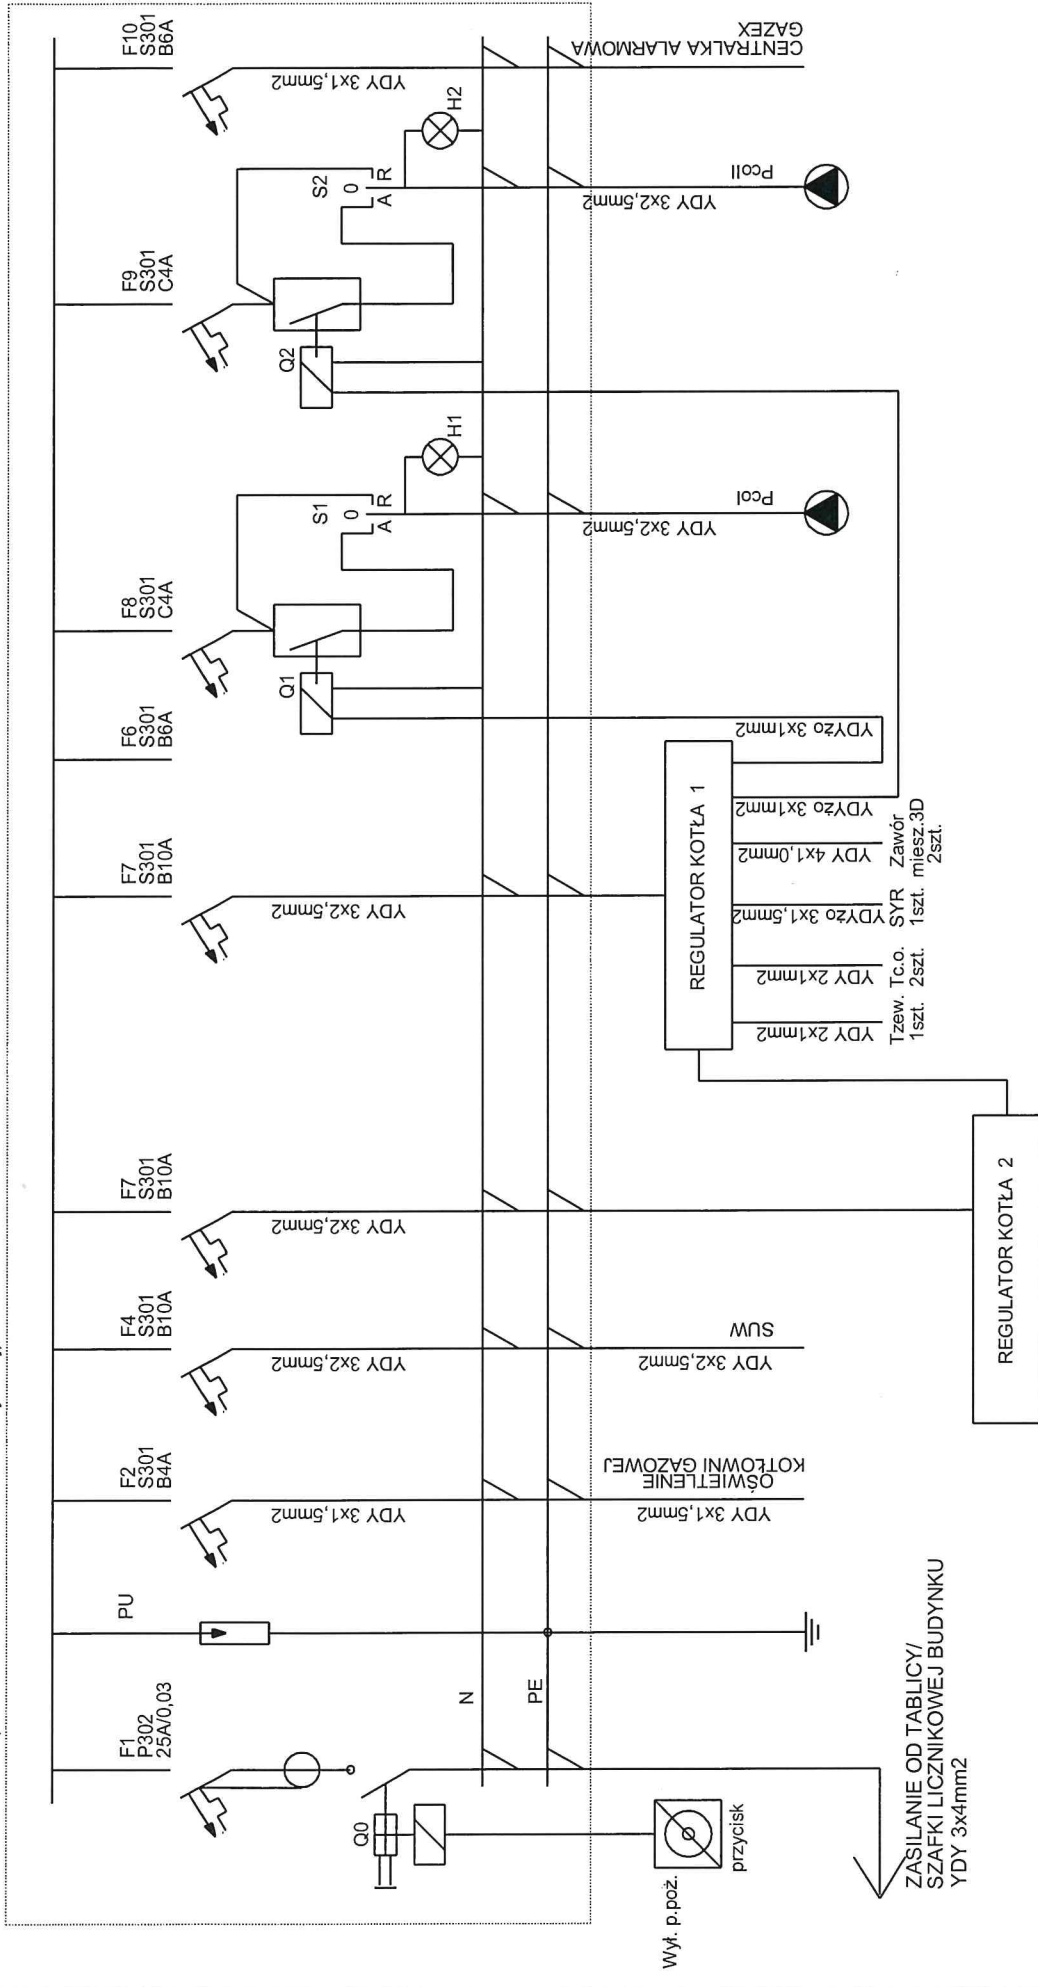 F1
P302
25A/0,03
PU
F2
S301
B4A
F4
S301
B10A
F7
S301
B10A
F7
S301
B10A
F6
S301
B6A
F8
S301
C4A
F9
S301
C4A
F10
S301
B6A
Q0
Wył. p.poż.
przycisk
N
PE
ZASILANIE OD TABLICY/
SZAFKI LICZNIKOWEJ BUDYNKU
YDY 3x4mm2
YDY 3x1,5mm2
YDY 3x1,5mm2
OŚWIETLENIE
KOTŁOWNI GAZOWEJ
YDY 3x2,5mm2
YDY 3x2,5mm2
SUW
YDY 3x2,5mm2
REGULATOR KOTŁA 2
YDY 3x2,5mm2
REGULATOR KOTŁA 1
YDY 2x1mm2
Tzew.
1szt.
YDY 2x1mm2
Tc.o.
2szt.
YDYżo 3x1,5mm2
SYR
1szt.
YDY 4x1,0mm2
Zawór
miesz.3D
2szt.
YDYżo 3x1mm2
YDYżo 3x1mm2
Q1
S1
0
A
R
H1
YDY 3x2,5mm2
PcoI
Q2
S2
0
A
R
H2
YDY 3x2,5mm2
PcoII
YDY 3x1,5mm2
CENTRALKA ALARMOWA
GAZEX